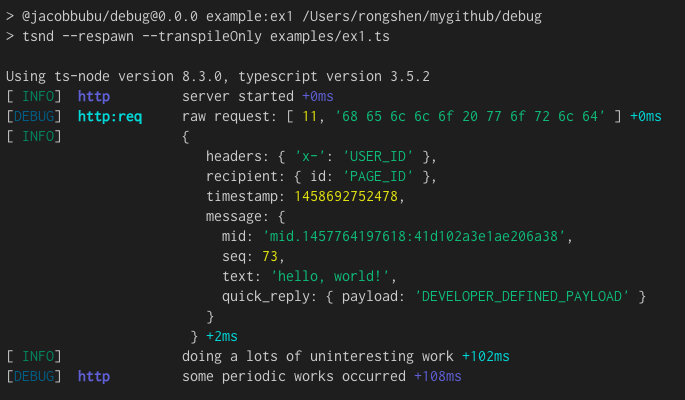 > @jacobbubu/debug@0.0.0 example:ex1 /Users/rongshen/mygithub/debug
> tsnd --respawn --transpileOnly examples/ex1.ts

Using ts-node version 8.3.0, typescript version 3.5.2
[ INFO]  http         server started +0ms
[DEBUG]  http:req     raw request: [ 11, '68 65 6c 6c 6f 20 77 6f 72 6c 64' ] +0ms
[ INFO]               {
                         headers: { 'x-': 'USER_ID' },
                         recipient: { id: 'PAGE_ID' },
                         timestamp: 1458692752478,
                         message: {
                           mid: 'mid.1457764197618:41d102a3e1ae206a38',
                           seq: 73,
                           text: 'hello, world!',
                           quick_reply: { payload: 'DEVELOPER_DEFINED_PAYLOAD' }
                         }
                       } +2ms
[ INFO]               doing a lots of uninteresting work +102ms
[DEBUG]  http         some periodic works occurred +108ms